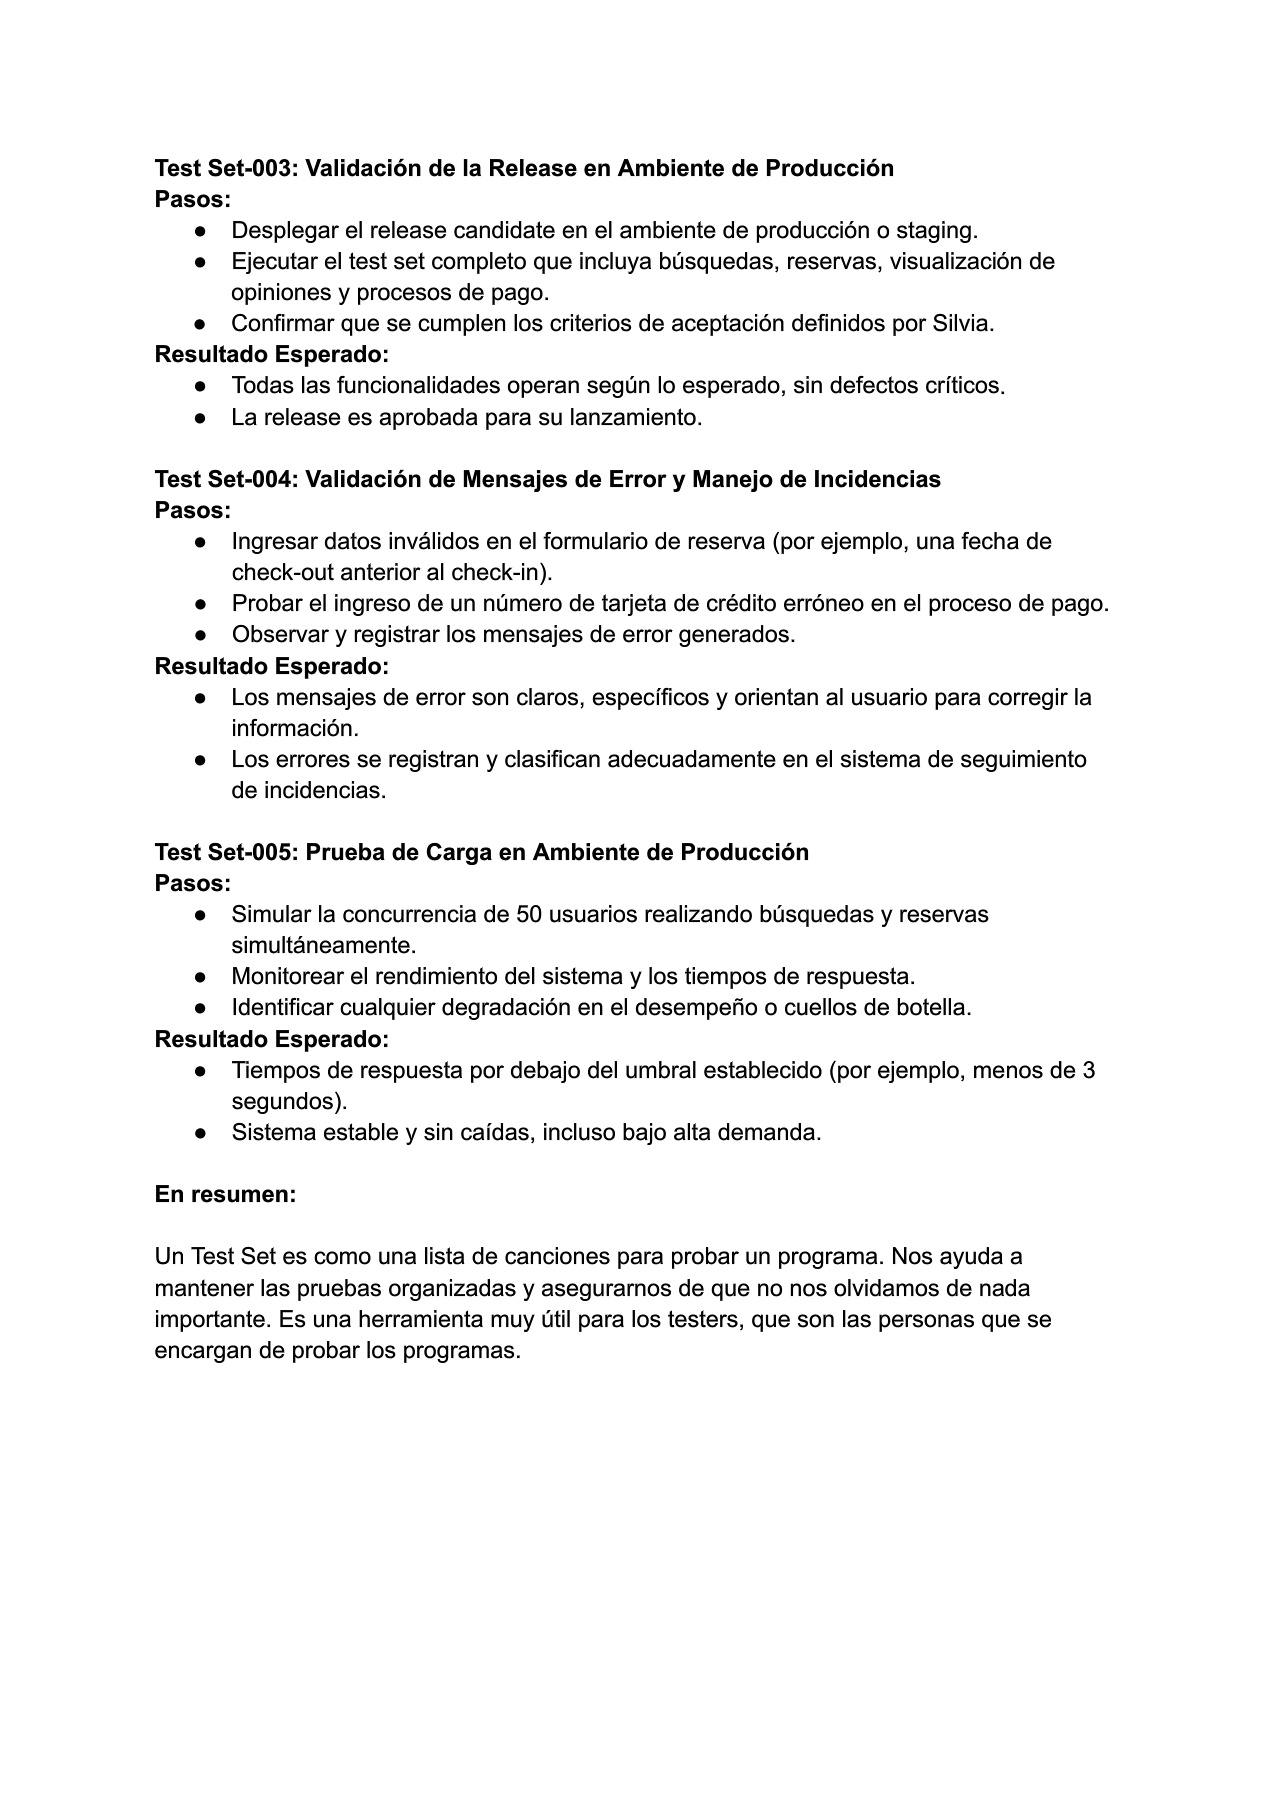 Test Set-003: Validación de la Release en Ambiente de Producción
Pasos:
● Desplegar el release candidate en el ambiente de producción o staging.
● Ejecutar el test set completo que incluya búsquedas, reservas, visualización de
opiniones y procesos de pago.
● Confirmar que se cumplen los criterios de aceptación definidos por Silvia.
Resultado Esperado:
● Todas las funcionalidades operan según lo esperado, sin defectos críticos.
● La release es aprobada para su lanzamiento.
Test Set-004: Validación de Mensajes de Error y Manejo de Incidencias
Pasos:
● Ingresar datos inválidos en el formulario de reserva (por ejemplo, una fecha de
check-out anterior al check-in).
● Probar el ingreso de un número de tarjeta de crédito erróneo en el proceso de pago.
● Observar y registrar los mensajes de error generados.
Resultado Esperado:
● Los mensajes de error son claros, específicos y orientan al usuario para corregir la
información.
● Los errores se registran y clasifican adecuadamente en el sistema de seguimiento
de incidencias.
Test Set-005: Prueba de Carga en Ambiente de Producción
Pasos:
● Simular la concurrencia de 50 usuarios realizando búsquedas y reservas
simultáneamente.
● Monitorear el rendimiento del sistema y los tiempos de respuesta.
● Identificar cualquier degradación en el desempeño o cuellos de botella.
Resultado Esperado:
● Tiempos de respuesta por debajo del umbral establecido (por ejemplo, menos de 3
segundos).
● Sistema estable y sin caídas, incluso bajo alta demanda.
En resumen:
Un Test Set es como una lista de canciones para probar un programa. Nos ayuda a
mantener las pruebas organizadas y asegurarnos de que no nos olvidamos de nada
importante. Es una herramienta muy útil para los testers, que son las personas que se
encargan de probar los programas.